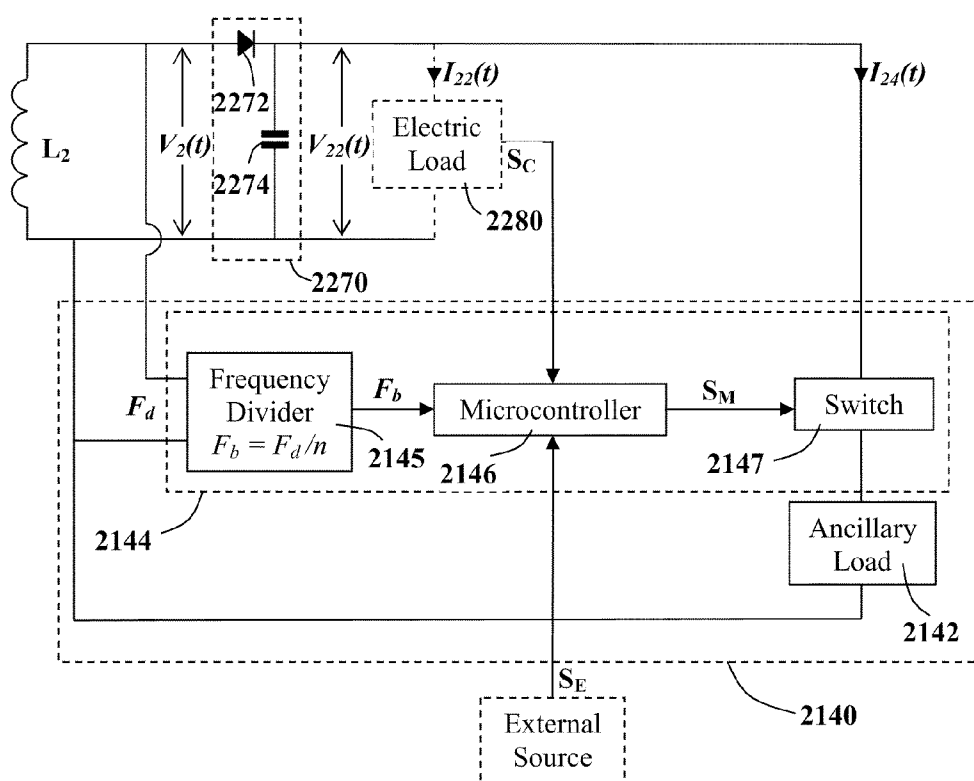 2272
I22(t)
I24(t)
L2
V2(t)
V22(t)
Electric
Load
SC
2274
2280
2270
Frequency
Divider
Fb = Fd/n
Fd
Fb
Microcontroller
SM
Switch
2145
2146
2147
2144
Ancillary
Load
2142
SE
2140
External
Source